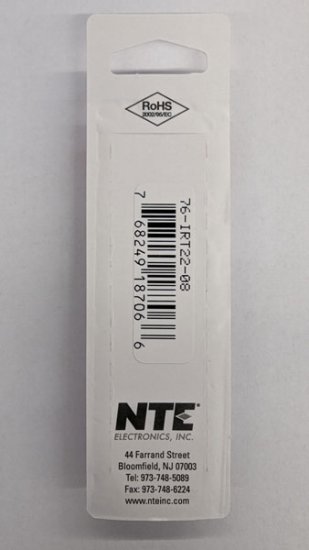 RoHS
2002/95/EC
76-IRT22-08
7 68249 18706 6
NTE
ELECTRONICS, INC.
44 Farrand Street
Bloomfield, NJ 07003
Tel: 973-748-5089
Fax: 973-748-6224
www.nteinc.com